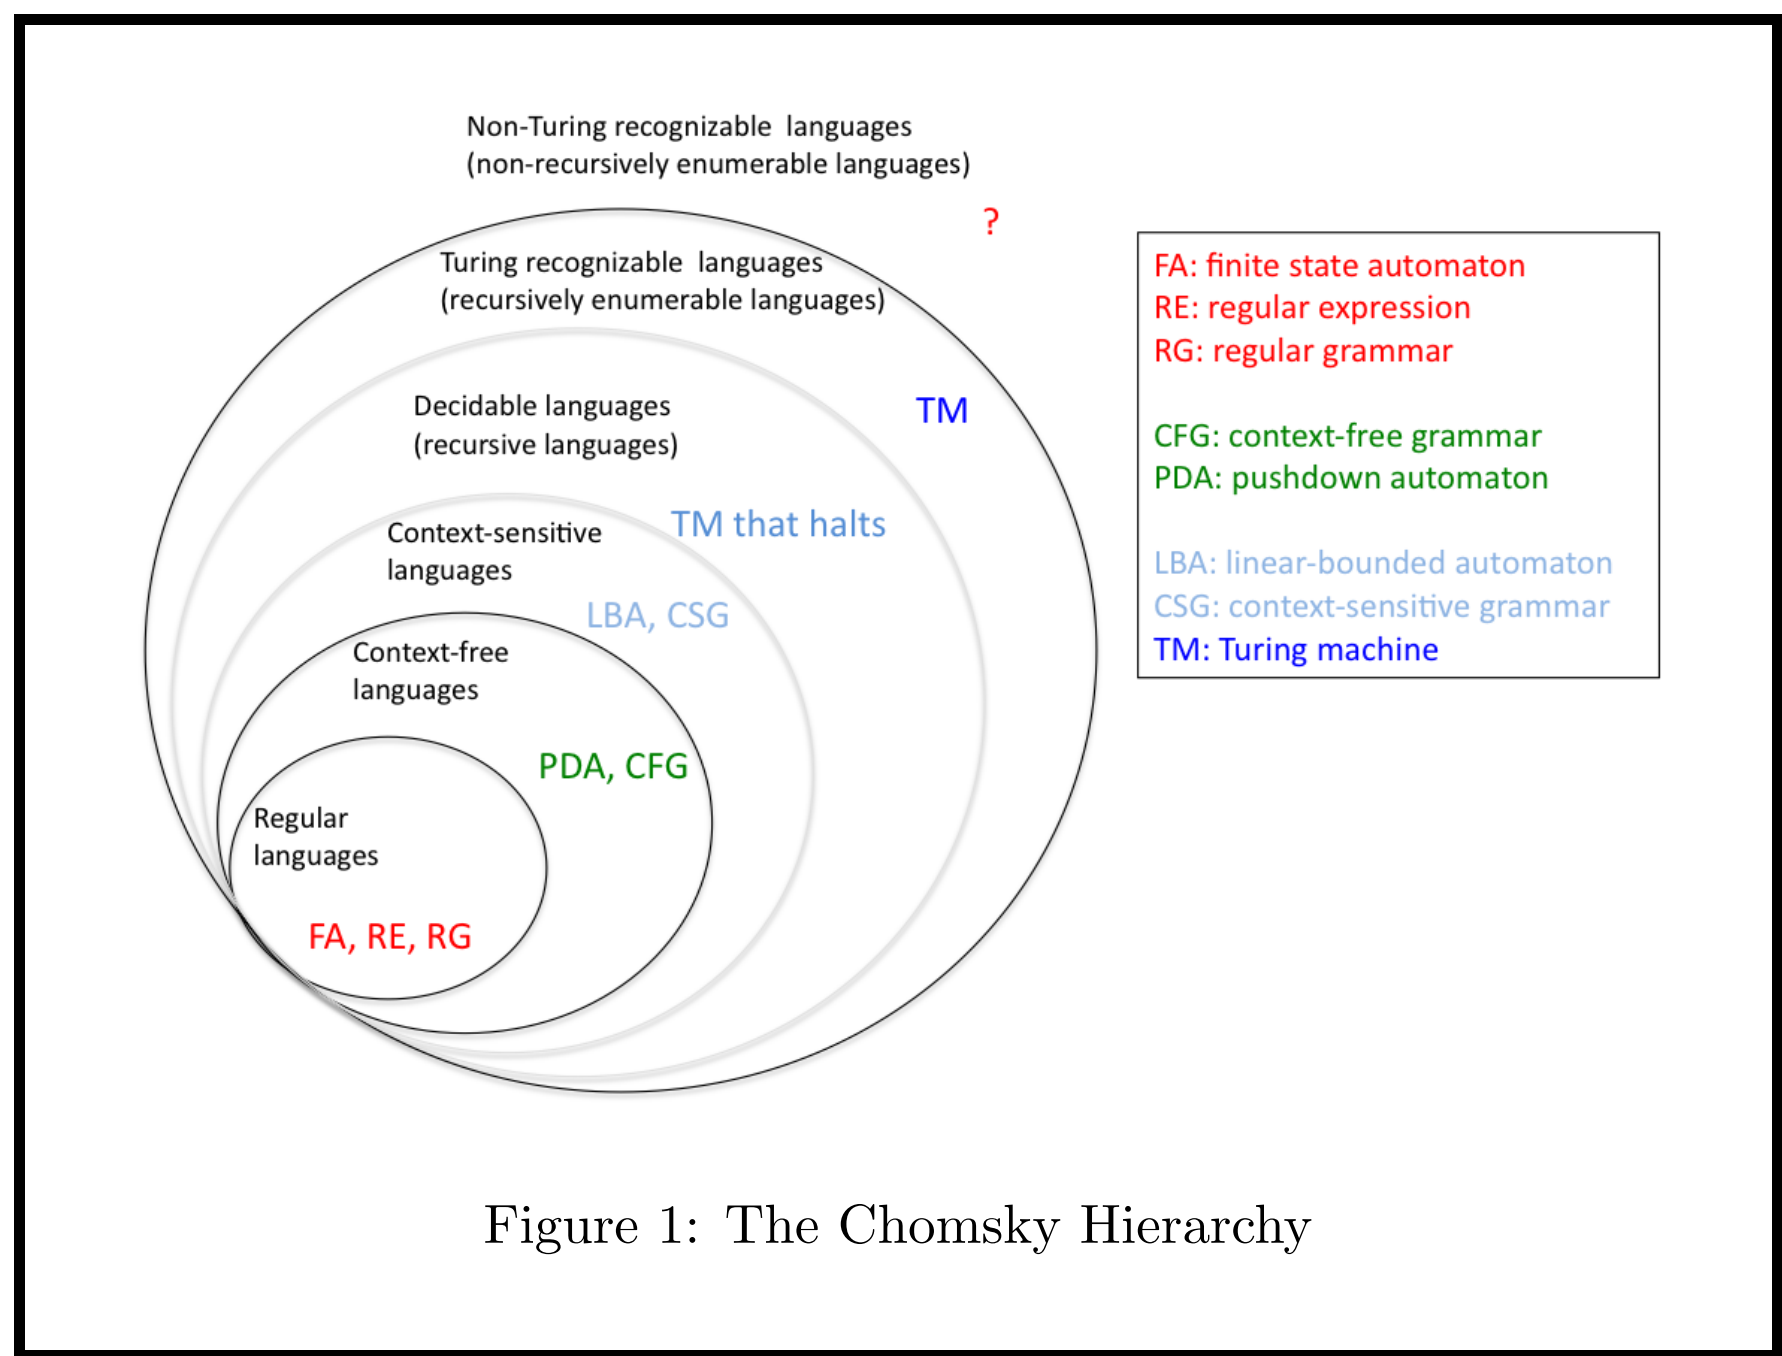 Non-Turing recognizable languages
(non-recursively enumerable languages)
?
Turing recognizable languages
(recursively enumerable languages)
TM
Decidable languages
(recursive languages)
TM that halts
Context-sensitive
languages
LBA, CSG
Context-free
languages
PDA, CFG
Regular
languages
FA, RE, RG
FA: finite state automaton
RE: regular expression
RG: regular grammar
CFG: context-free grammar
PDA: pushdown automaton
LBA: linear-bounded automaton
CSG: context-sensitive grammar
TM: Turing machine
Figure 1: The Chomsky Hierarchy